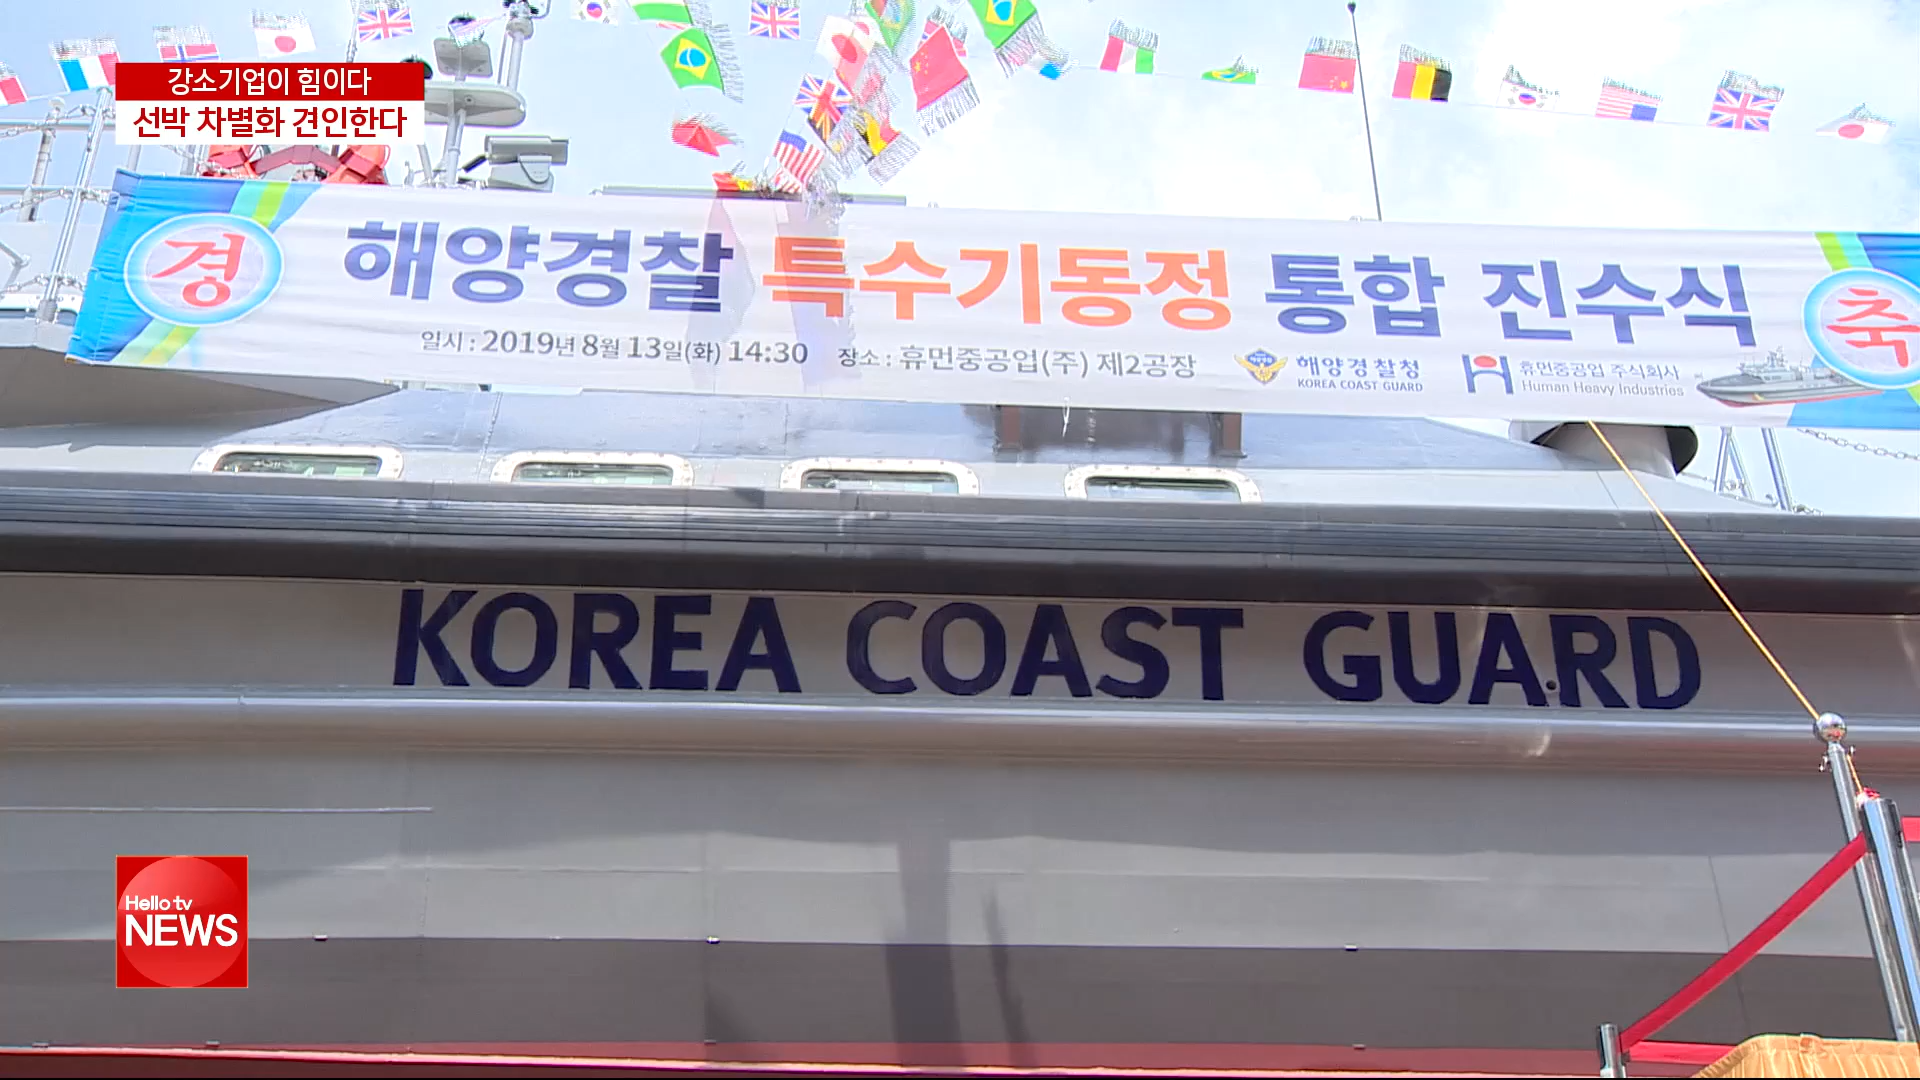 강소기업이 힘이다
선박 차별화 견인한다
경 해양경찰 특수기동정 통합 진수식 축
일시 : 2019년 8월 13일(화) 14:30 장소 : 휴먼중공업(주) 제2공장
해양경찰청
KOREA COAST GUARD
휴먼중공업 주식회사
Human Heavy Industries
KOREA COAST GUARD
Hello tv
NEWS